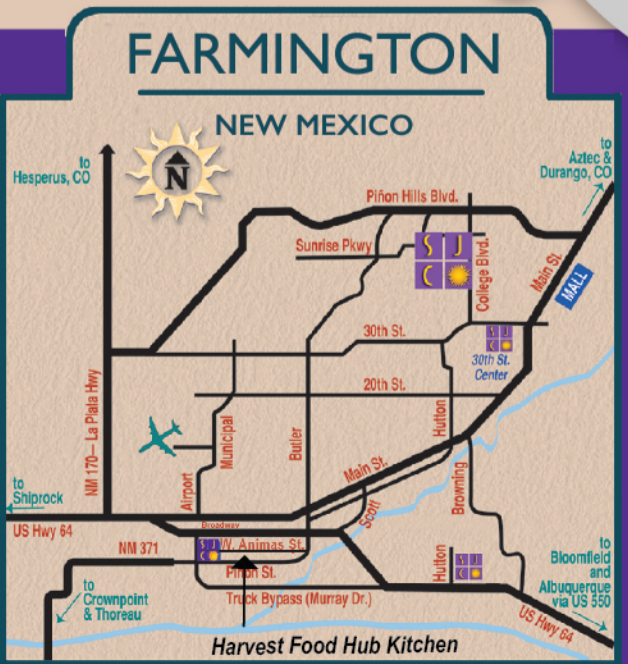 FARMINGTON
NEW MEXICO
to
Hesperus, CO
N
to
Aztec &
Durango, CO
Piñon Hills Blvd.
Sunrise Pkwy
S J
C
College Blvd.
Main St.
MALL
30th St.
S J
C
30th St.
Center
20th St.
NM 170— La Plata Hwy
Municipal
Airport
Butler
Hutton
Main St.
Scott
Browning
to
Shiprock
US Hwy 64
Broadway
S J
C
W. Animas St.
NM 371
Piñon St.
Truck Bypass (Murray Dr.)
Hutton
S J
C
to
Crownpoint
& Thoreau
to
Bloomfield
and
Albuquerque
via US 550
US Hwy 64
Harvest Food Hub Kitchen